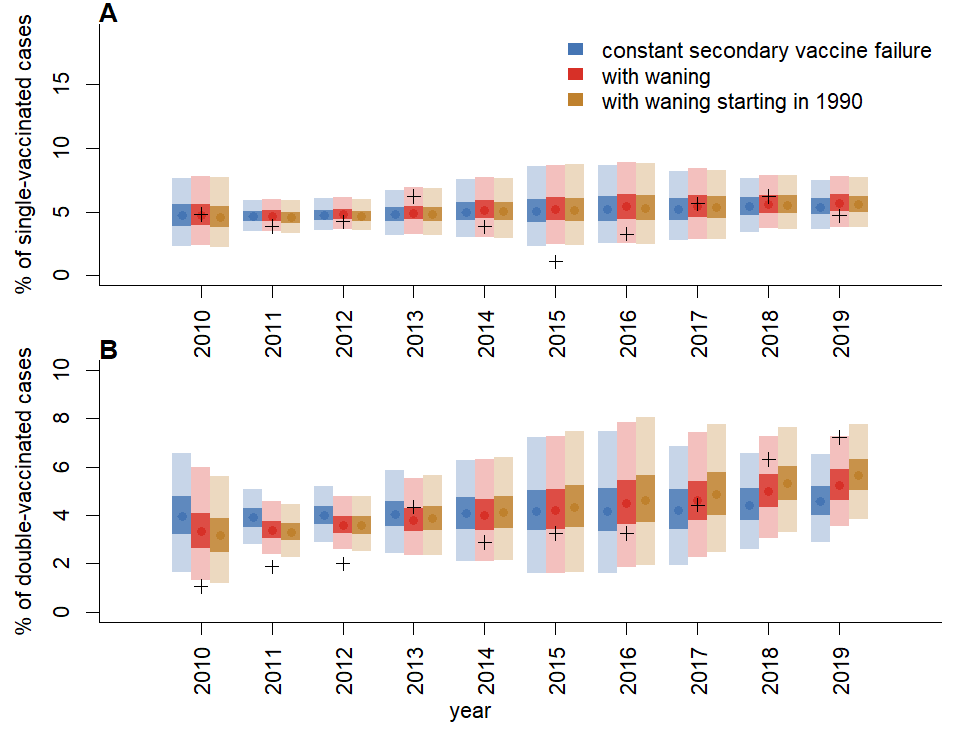 A
% of single-vaccinated cases
15
10
5
0
constant secondary vaccine failure
with waning
with waning starting in 1990
2010 2011 2012 2013 2014 2015 2016 2017 2018 2019
B
% of double-vaccinated cases
10
8
6
4
2
0
2010 2011 2012 2013 2014 2015 2016 2017 2018 2019
year